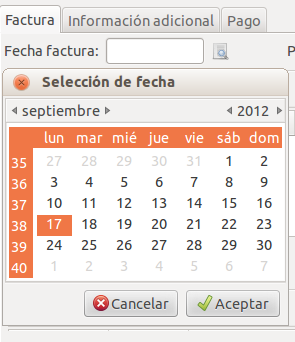 Factura Información adicional Pago
Fecha factura: P
Selección de fecha
septiembre 2012
lun mar mié jue vie sáb dom
35 27 28 29 30 31 1 2
36 3 4 5 6 7 8 9
37 10 11 12 13 14 15 16
38 17 18 19 20 21 22 23
39 24 25 26 27 28 29 30
40 1 2 3 4 5 6 7
Cancelar Aceptar